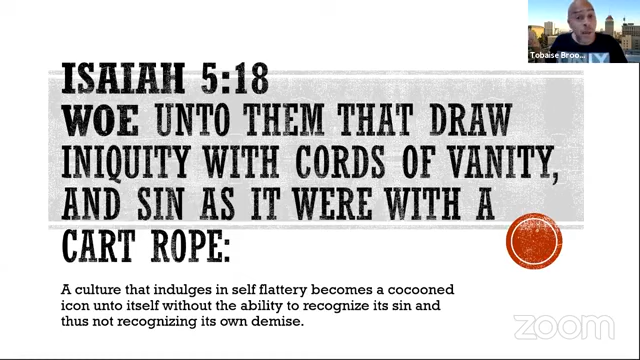 Tobaise Broo...
ISAIAH 5:18
WOE UNTO THEM THAT DRAW
INIQUITY WITH CORDS OF VANITY,
AND SIN AS IT WERE WITH A
CART ROPE:
A culture that indulges in self flattery becomes a cocooned
icon unto itself without the ability to recognize its sin and
thus not recognizing its own demise.
zoom